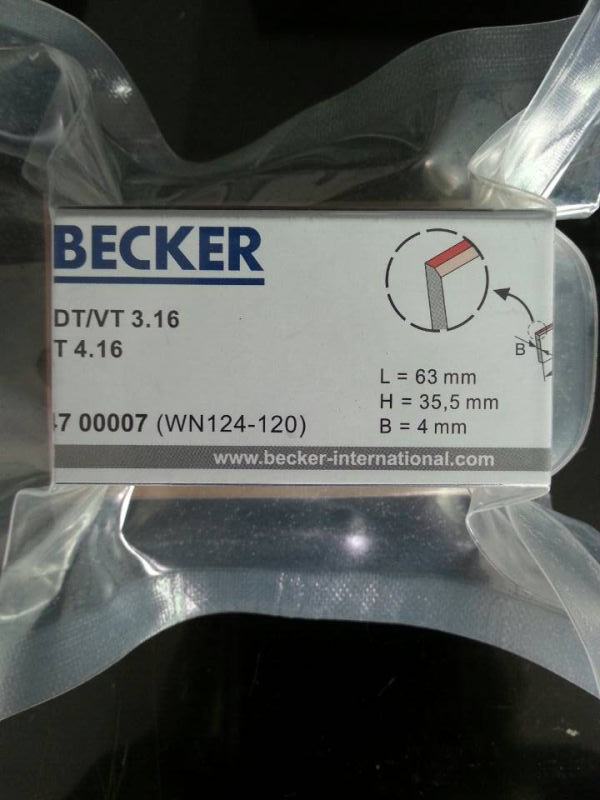 BECKER
DT/VT 3.16
T 4.16
B
L = 63 mm
H = 35,5 mm
7 00007 (WN124-120)
B = 4 mm
www.becker-international.com